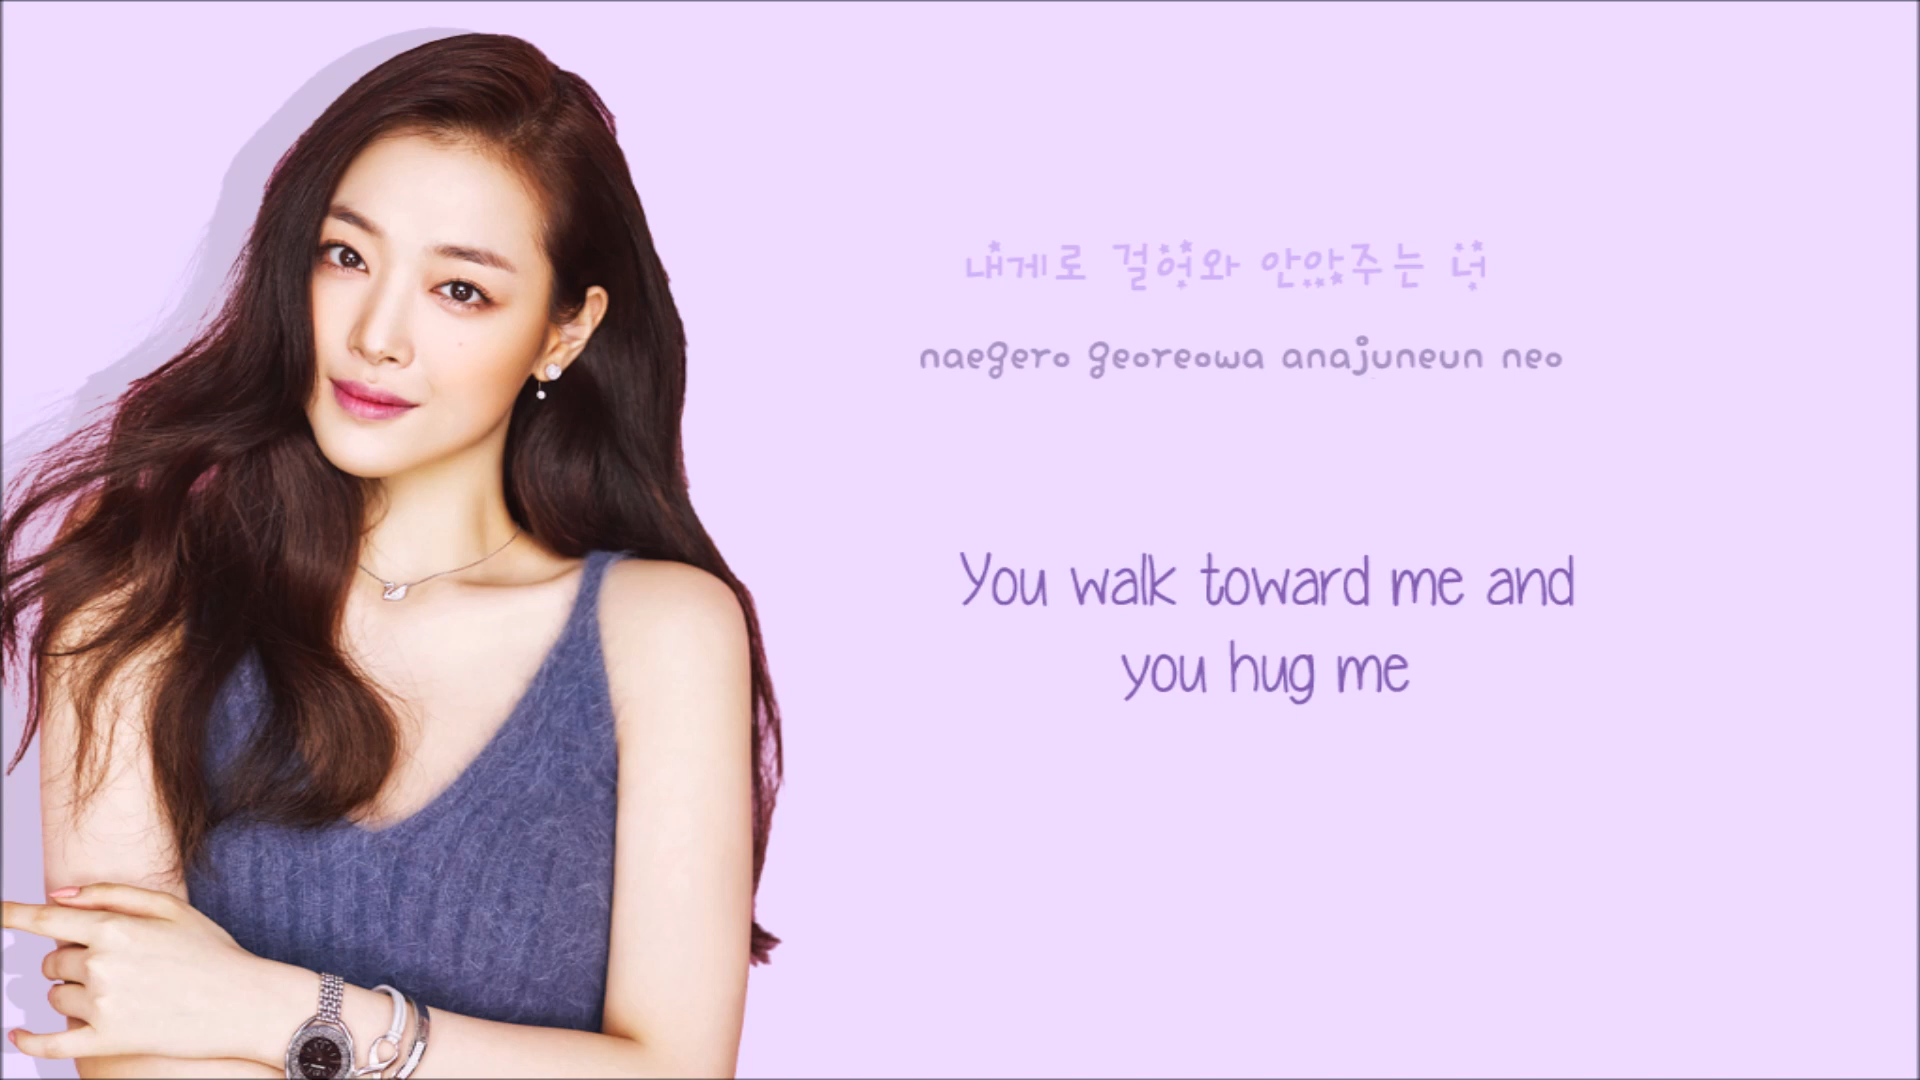 내게로 걸어와 안아주는 너
naegero georeowa anajuneun neo
You walk toward me and
you hug me